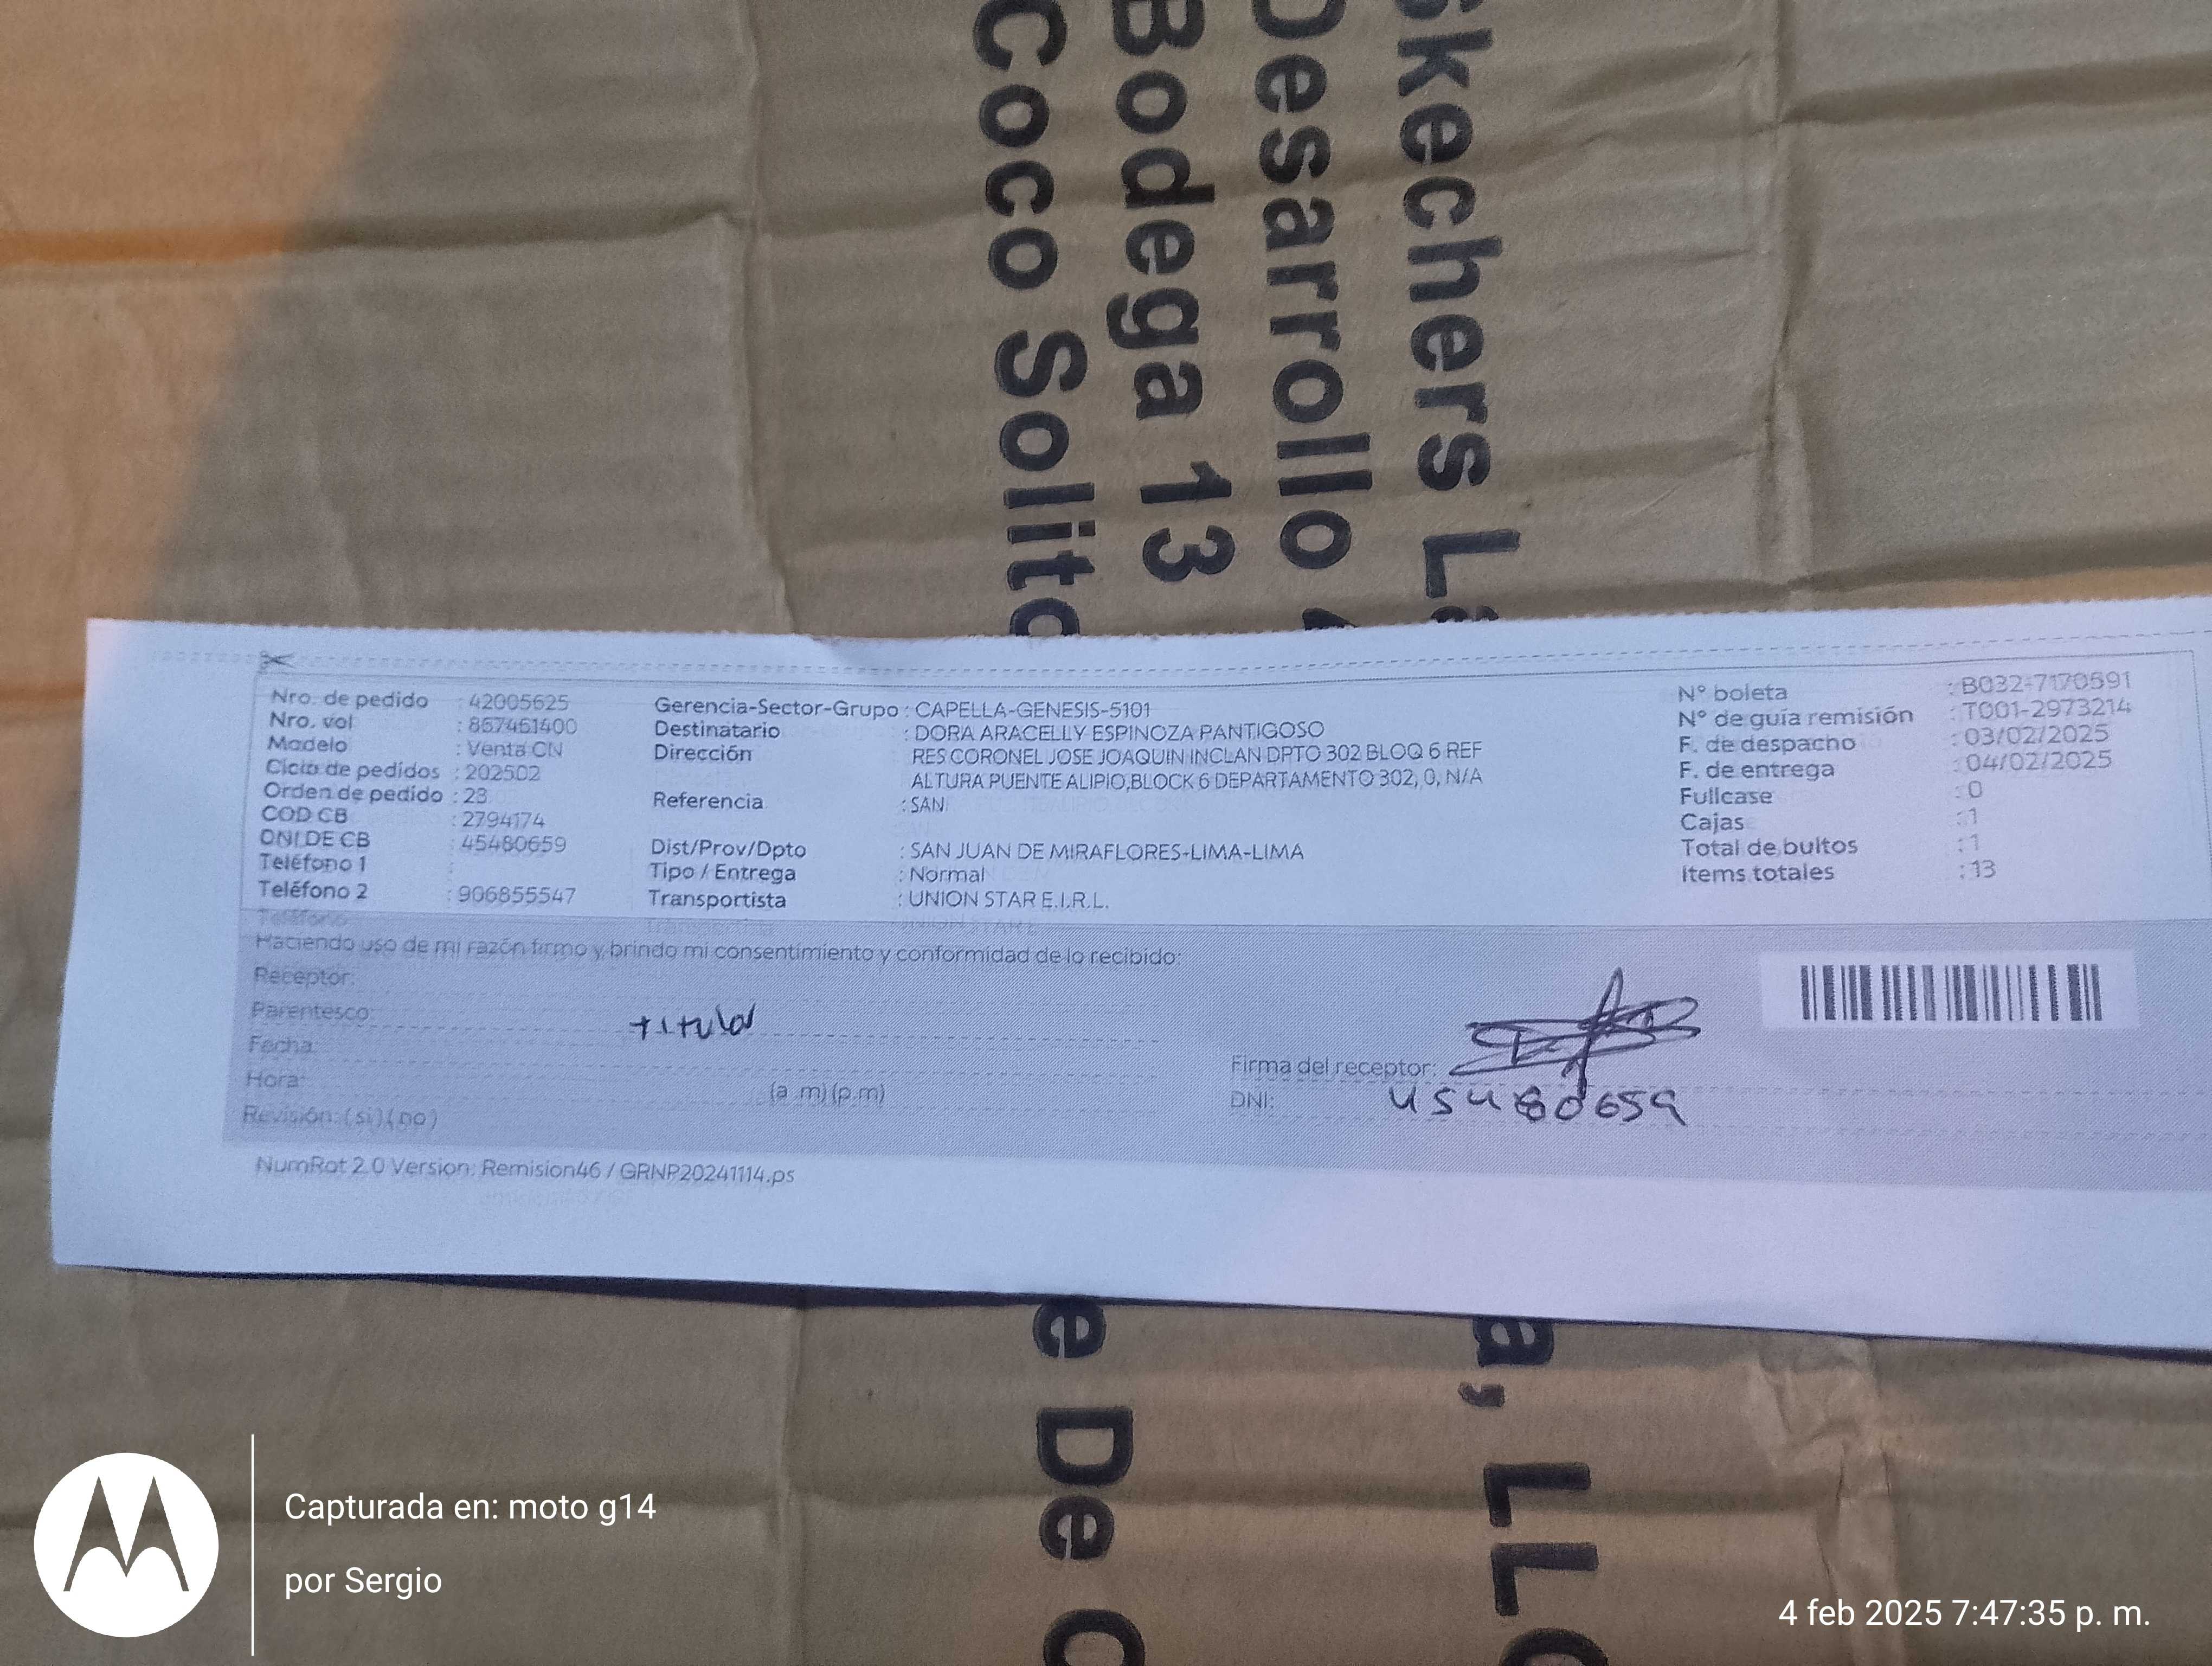 Skechers La
Desarrollo
Bodega 13
Coco Solito
Nro. de pedido : 42005625
Nro. vol : 867461400
Modelo : Venta CN
Ciclo de pedidos : 202502
Orden de pedido : 23
COD CB : 2794174
DNI DE CB : 45480659
Teléfono 1 :
Teléfono 2 : 906855547
Gerencia-Sector-Grupo : CAPELLA-GENESIS-5101
Destinatario : DORA ARACELLY ESPINOZA PANTIGOSO
Dirección RES CORONEL JOSE JOAQUIN INCLAN DPTO 302 BLOQ 6 REF
ALTURA PUENTE ALIPIO,BLOCK 6 DEPARTAMENTO 302, 0, N/A
Referencia : SAN
Dist/Prov/Dpto : SAN JUAN DE MIRAFLORES-LIMA-LIMA
Tipo / Entrega : Normal
Transportista : UNION STAR E.I.R.L.
N° boleta : B032-7170591
N° de guía remisión : T001-2973214
F. de despacho : 03/02/2025
F. de entrega : 04/02/2025
Fullcase : 0
Cajas : 1
Total de bultos : 1
Items totales : 13
Haciendo uso de mi razón firmo y brindo mi consentimiento y conformidad de lo recibido:
Receptor:
Parentesco: titular
Fecha:
Hora: (a.m)(p.m)
Revisión: (si)(no)
Firma del receptor:
DNI: 45480659
NumRot 2.0 Version: Remision46 / GRNP20241114.ps
a, LLC
e De C
Capturada en: moto g14
por Sergio
4 feb 2025 7:47:35 p. m.